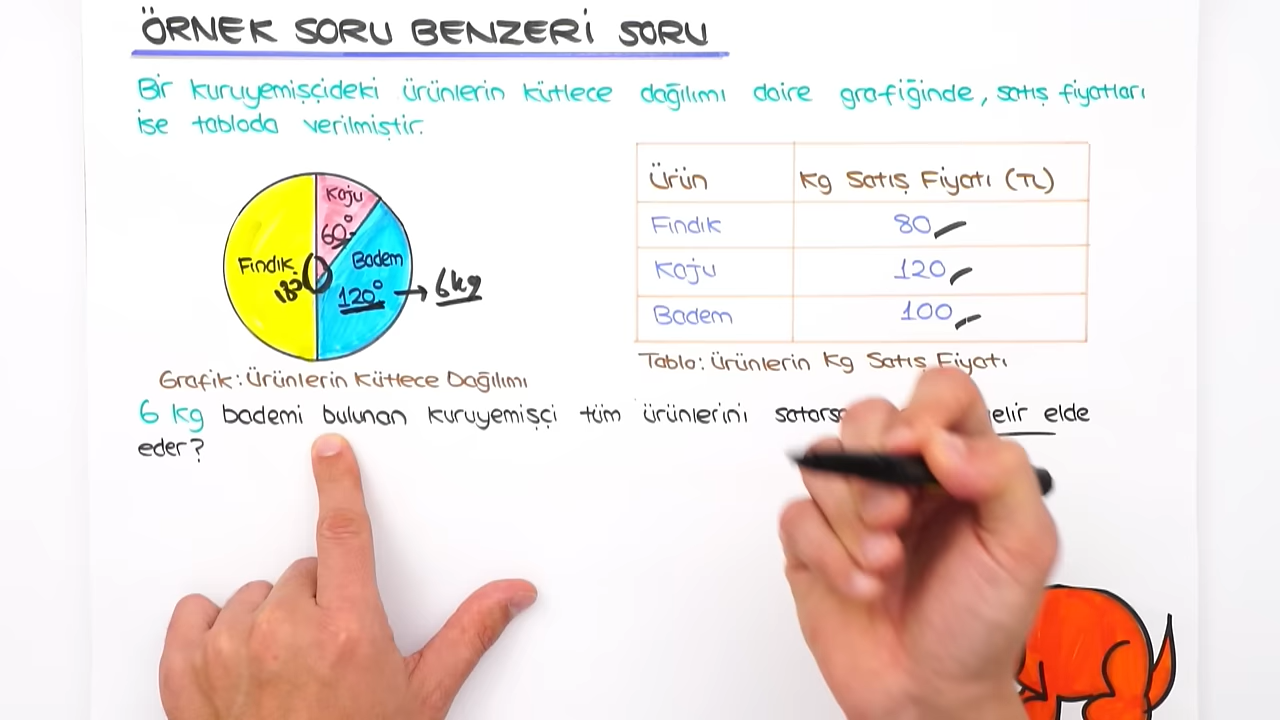 ÖRNEK SORU BENZERİ SORU
Bir kuruyemişçideki ürünlerin kütlece dağılımı daire grafiğinde, satış fiyatları
ise tabloda verilmiştir.
Kaju
60°
Fındık
180
Badem
120° → 6kg
Ürün Kg Satış Fiyatı (TL)
Fındık 80
Kaju 120
Badem 100
Grafik: Ürünlerin Kütlece Dağılımı
Tablo: Ürünlerin Kg Satış Fiyatı
6 kg bademi bulunan kuruyemişçi tüm ürünlerini elde
eder?